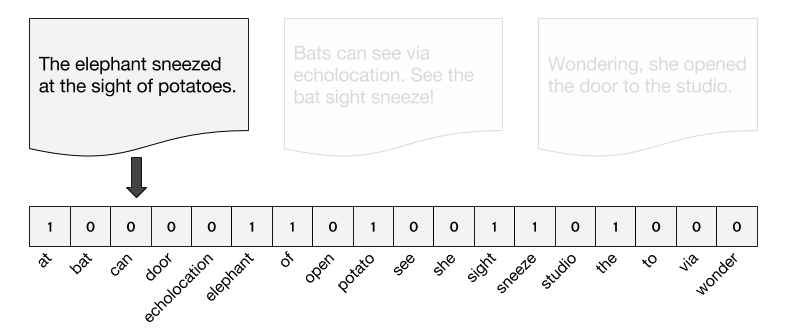 The elephant sneezed
at the sight of potatoes.
Bats can see via
echolocation. See the
bat sight sneeze!
Wondering, she opened
the door to the studio.
1 0 0 0 0 1 1 0 1 0 0 1 1 0 1 0 0 0
at bat can door echolocation elephant of open potato see she sight sneeze studio the to via wonder